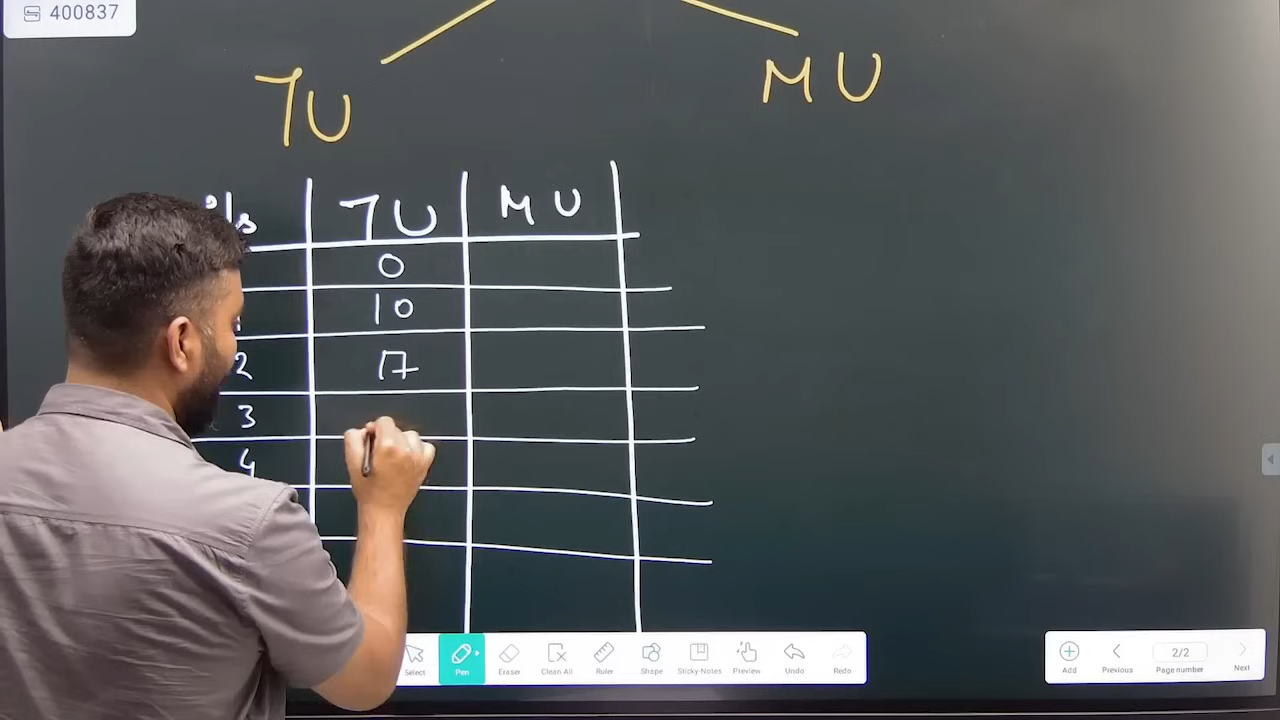 400837
TU MU
TU MU
0
10
2 17
3
4
Select Pen Eraser Clean All Ruler Shape Sticky-Notes Preview Undo Redo
Add Previous 2/2 Page number Next